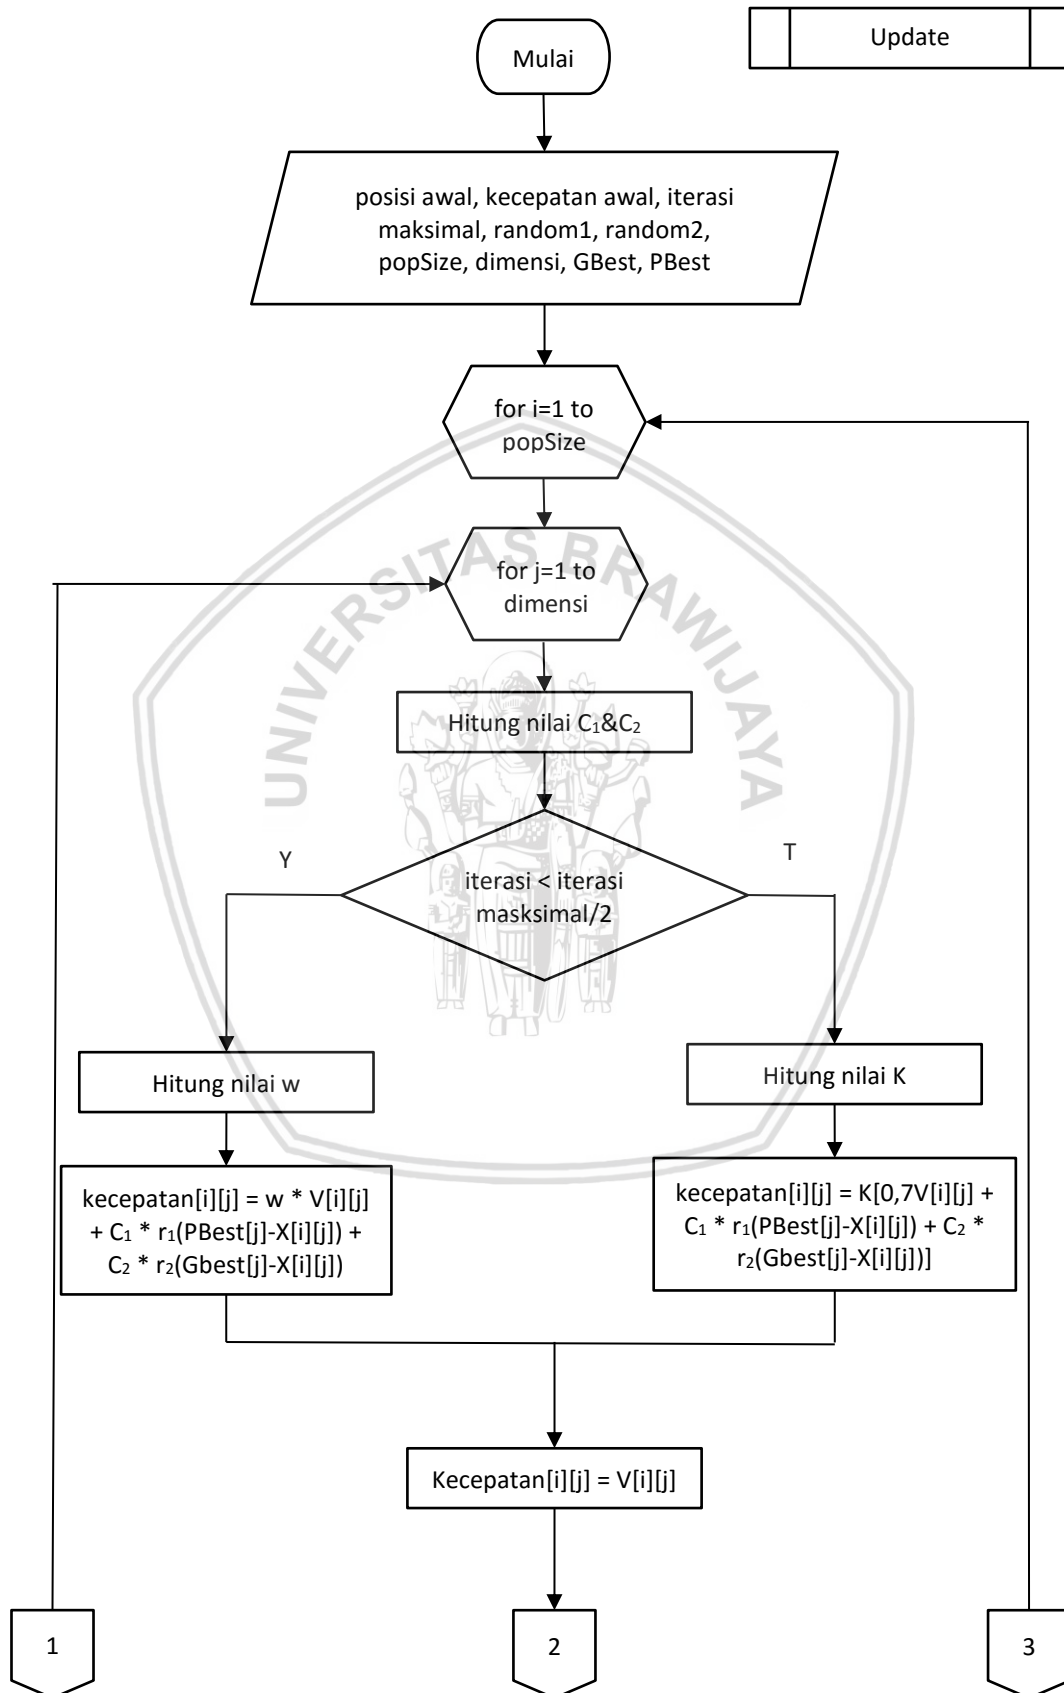 Mulai
Update
posisi awal, kecepatan awal, iterasi
maksimal, random1, random2,
popSize, dimensi, GBest, PBest
for i=1 to
popSize
UNIVERSITAS BRAWIJAYA
for j=1 to
dimensi
Hitung nilai C₁&C₂
Y
T
iterasi < iterasi
masksimal/2
Hitung nilai w
Hitung nilai K
kecepatan[i][j] = w * V[i][j]
+ C₁ * r₁(PBest[j]-X[i][j]) +
C₂ * r₂(Gbest[j]-X[i][j])
kecepatan[i][j] = K[0,7V[i][j] +
C₁ * r₁(PBest[j]-X[i][j]) + C₂ *
r₂(Gbest[j]-X[i][j])]
Kecepatan[i][j] = V[i][j]
1
2
3